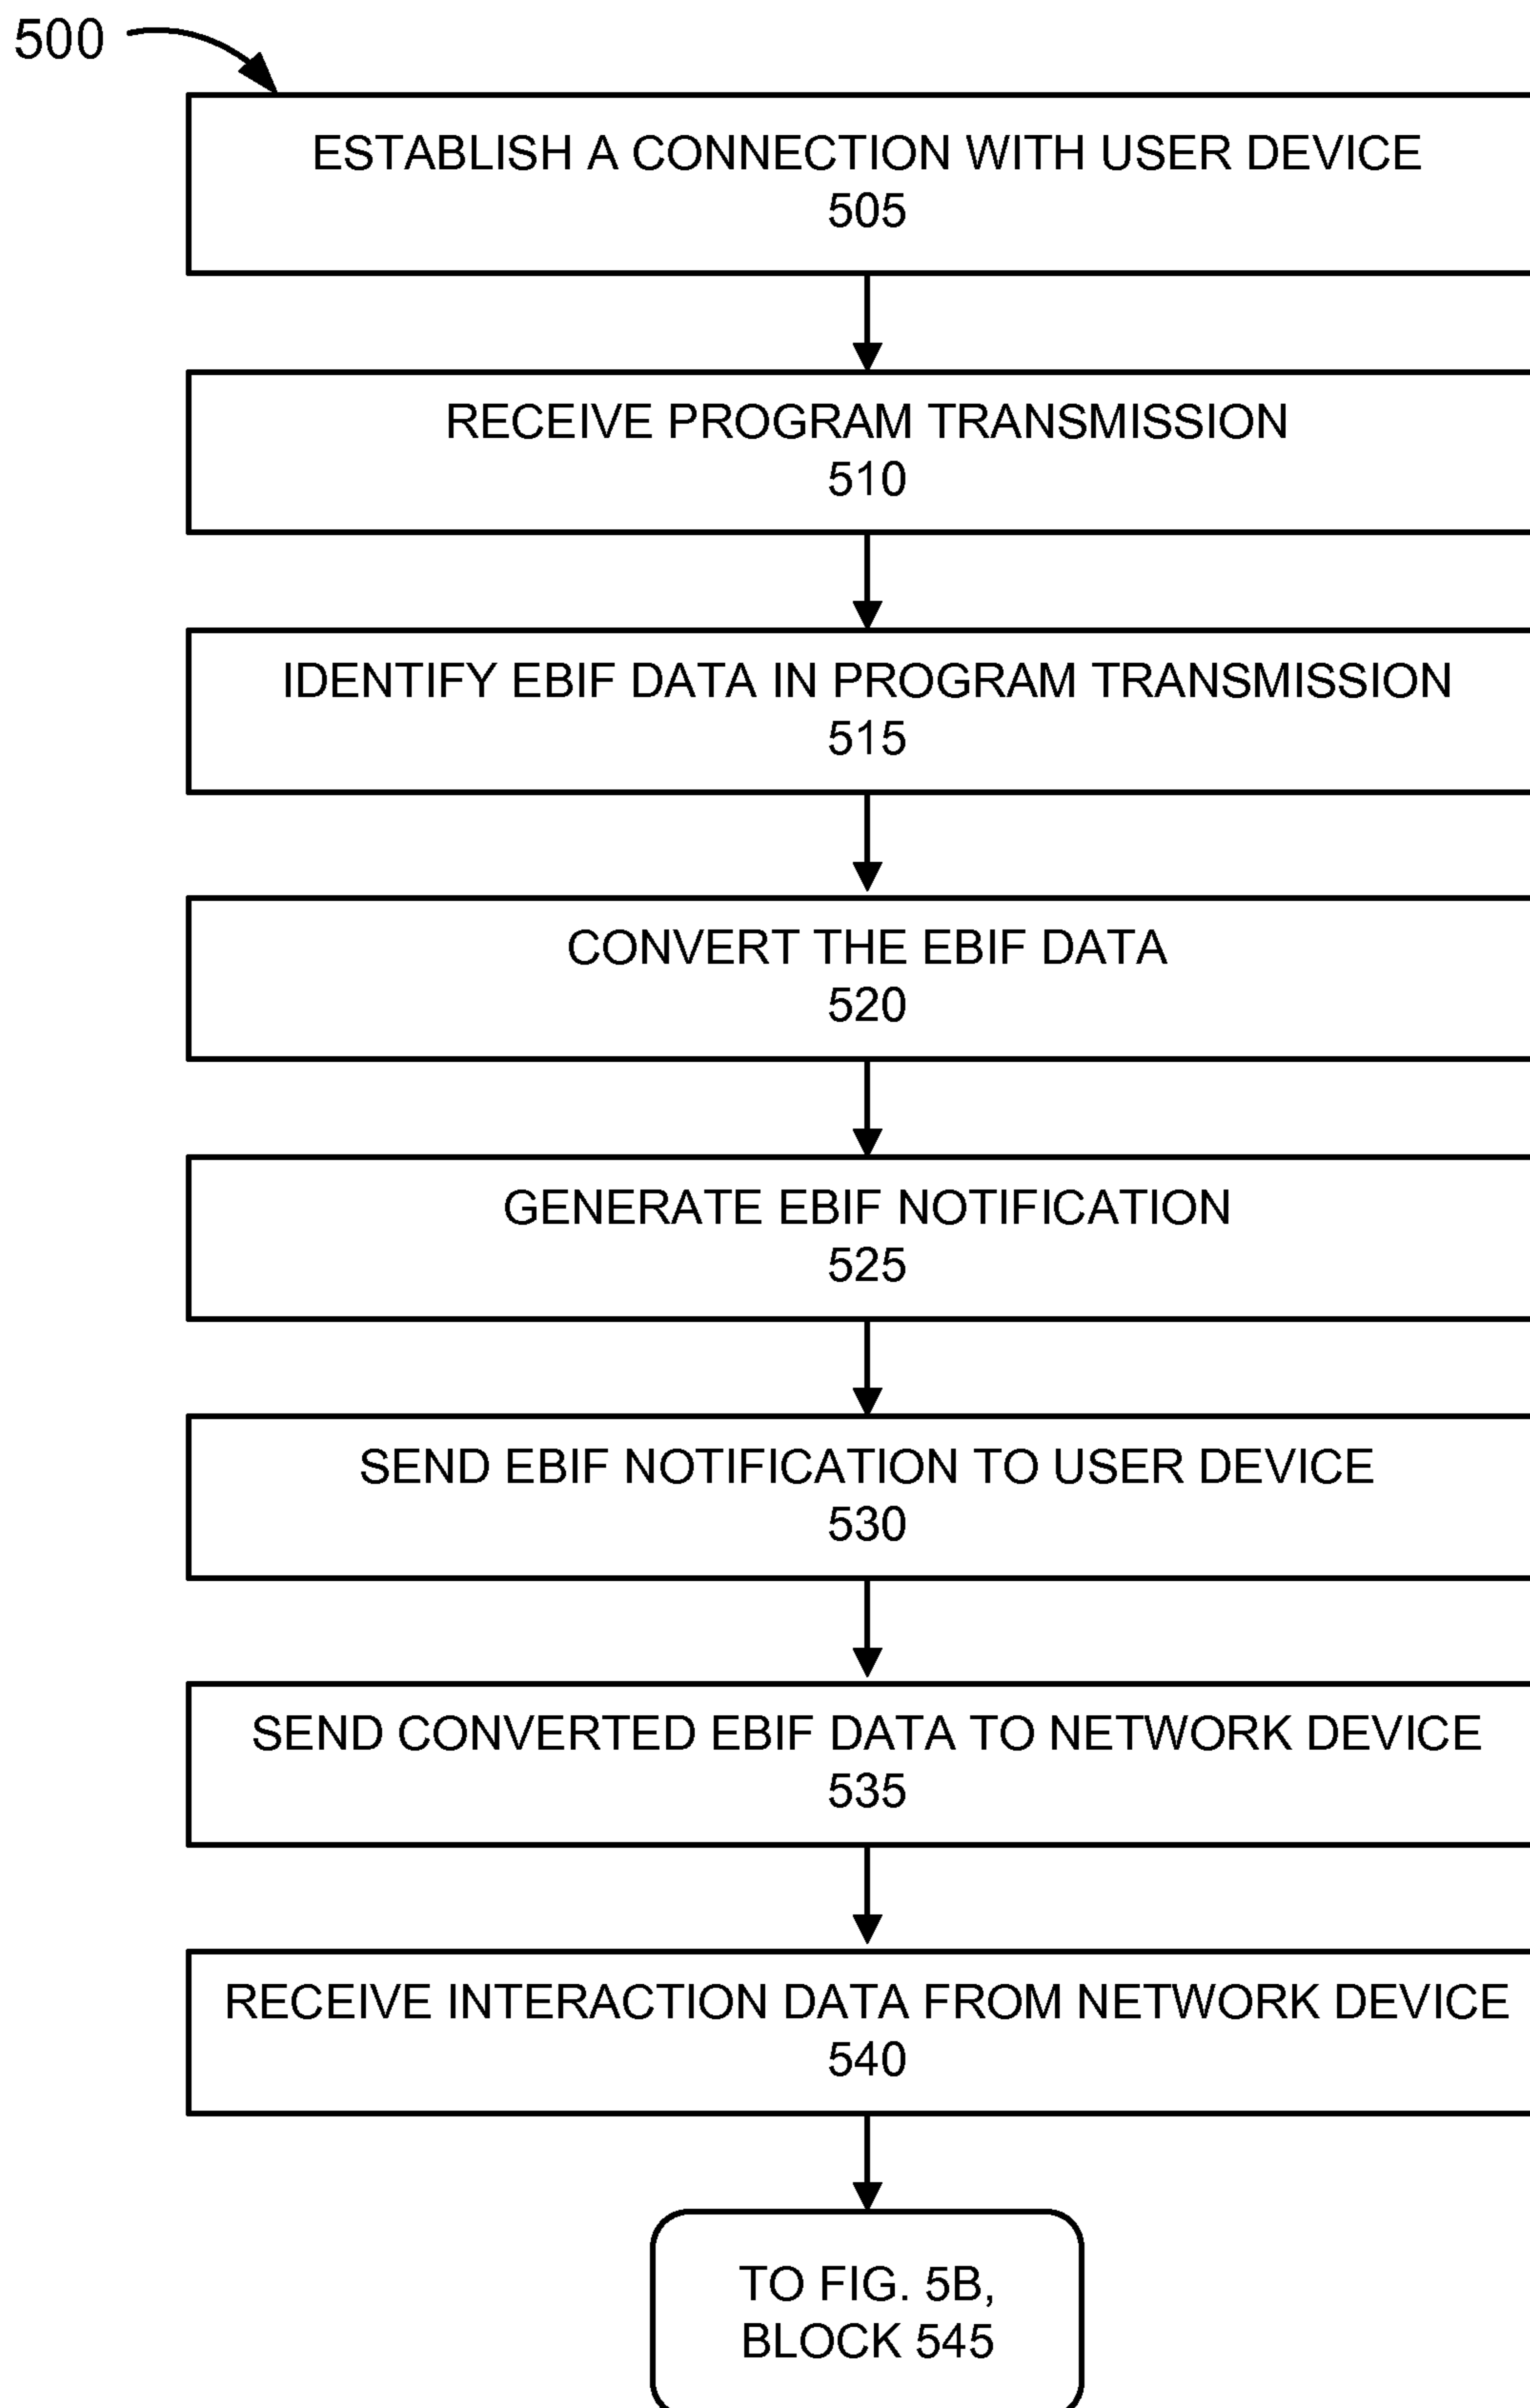 500
ESTABLISH A CONNECTION WITH USER DEVICE
505
RECEIVE PROGRAM TRANSMISSION
510
IDENTIFY EBIF DATA IN PROGRAM TRANSMISSION
515
CONVERT THE EBIF DATA
520
GENERATE EBIF NOTIFICATION
525
SEND EBIF NOTIFICATION TO USER DEVICE
530
SEND CONVERTED EBIF DATA TO NETWORK DEVICE
535
RECEIVE INTERACTION DATA FROM NETWORK DEVICE
540
TO FIG. 5B,
BLOCK 545